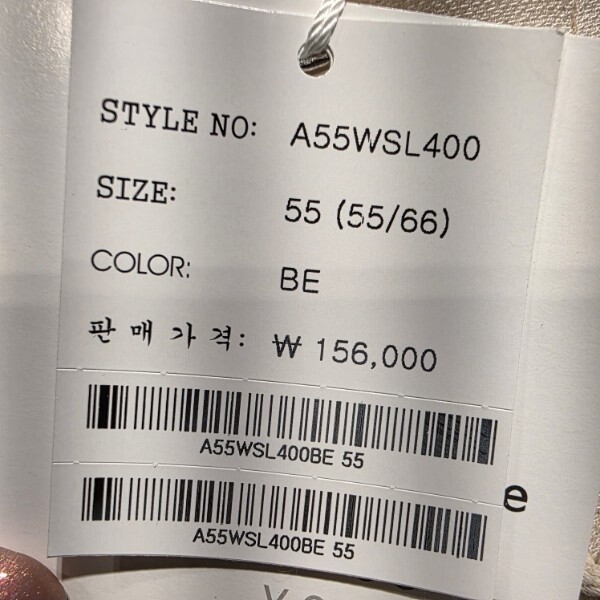 STYLE NO: A55WSL400
SIZE: 55 (55/66)
COLOR: BE
판매가격: ₩ 156,000
A55WSL400BE 55
A55WSL400BE 55
e